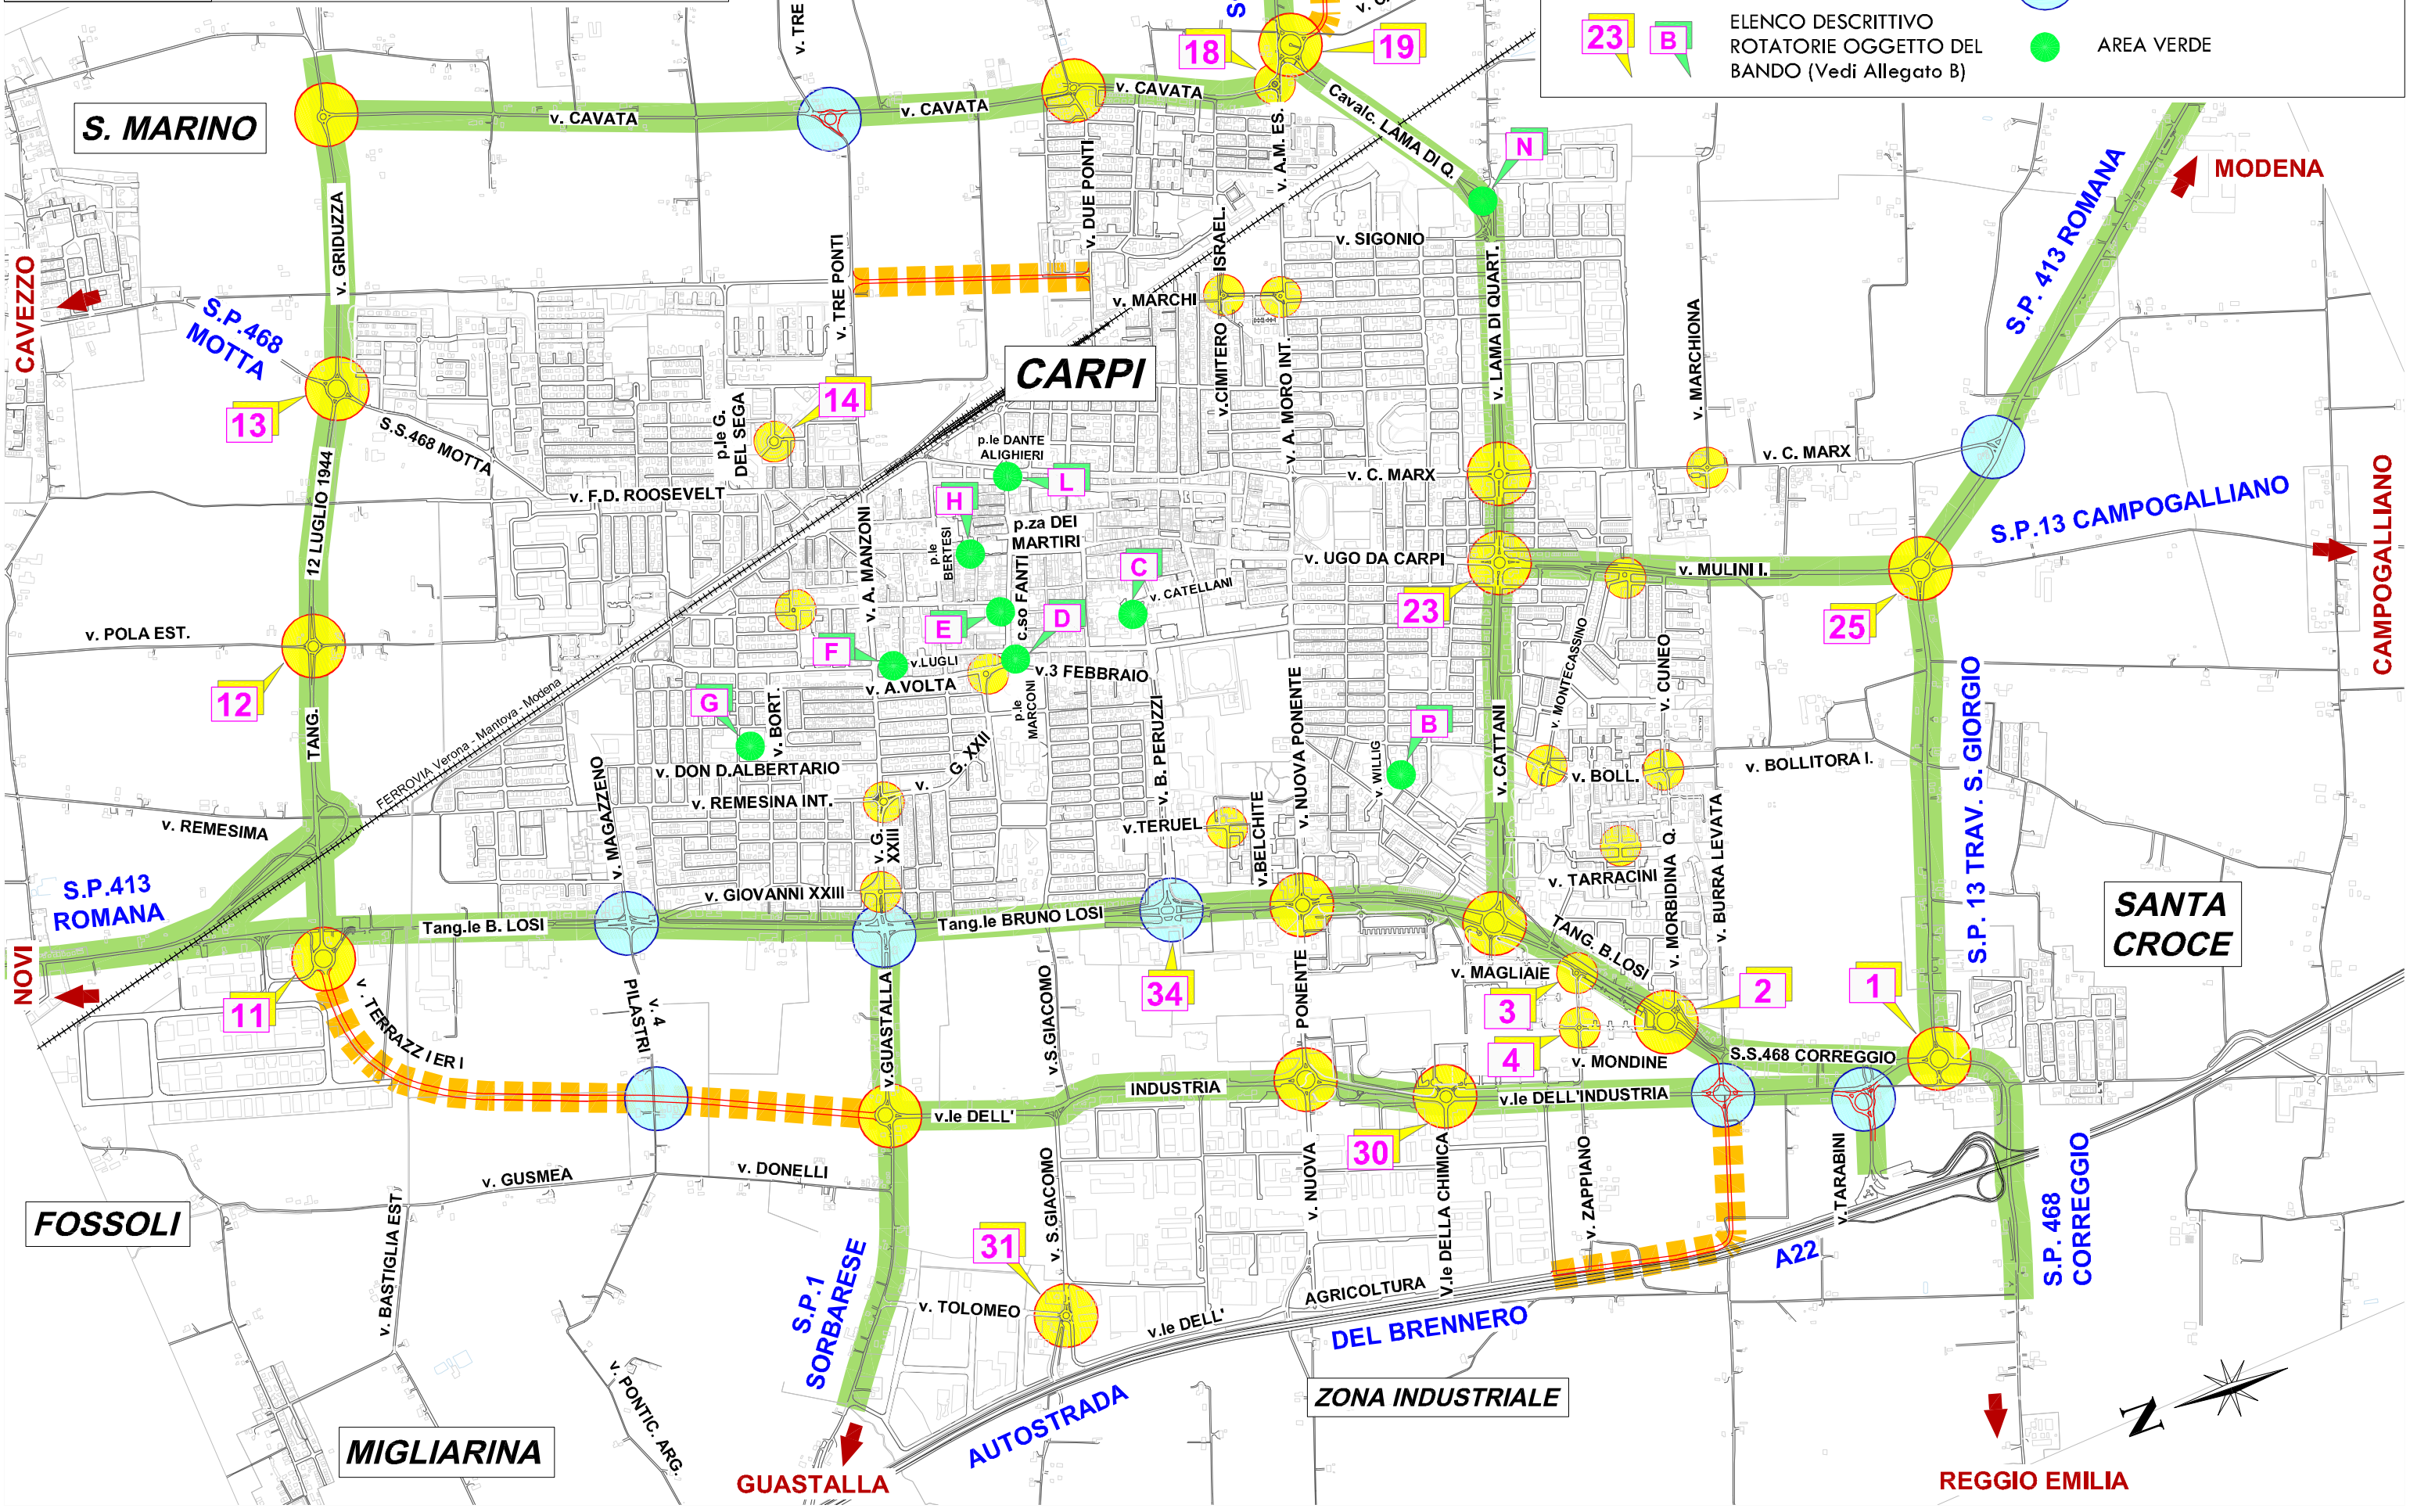 ELENCO DESCRITTIVO
ROTATORIE OGGETTO DEL
BANDO (Vedi Allegato B)
23
B
AREA VERDE
v. TRE
18
19
S. MARINO
v. CAVATA
v. CAVATA
v. CAVATA
Cavalc. LAMA DI Q.
v. A.M. ES.
N
MODENA
S.P. 413 ROMANA
v. GRIDUZZA
v. DUE PONTI
v. TRE PONTI
v. SIGONIO
v.CIMITERO ISRAEL.
v. MARCHI
v. LAMA DI QUART.
v. MARCHIONA
CAVEZZO
S.P.468
MOTTA
CARPI
v. A. MORO INT.
13
14
S.S.468 MOTTA
p.le G.
DEL SEGA
p.le DANTE
ALIGHIERI
L
H
v. C. MARX
v. C. MARX
S.P.13 CAMPOGALLIANO
CAMPOGALLIANO
v. F.D. ROOSEVELT
12 LUGLIO 1944
TANG.
v. A. MANZONI
p.le
BERTESI
p.za DEI
MARTIRI
c.so FANTI
C
v. CATELLANI
v. UGO DA CARPI
v. MULINI I.
23
25
v. POLA EST.
12
E
D
F
v.LUGLI
v. A.VOLTA
v.3 FEBBRAIO
p.le
MARCONI
G
v. BORT.
v. MONTECASSINO
v. CUNEO
FERROVIA Verona - Mantova - Modena
v. DON D.ALBERTARIO
v. G. XXII
v. B. PERUZZI
v. NUOVA PONENTE
v. WILLIG
B
v. CATTANI
v. BOLL.
v. BOLLITORA I.
S.P. 13 TRAV. S. GIORGIO
v. REMESIMA
v. MAGAZZENO
v. REMESINA INT.
v. G.
XXIII
v.TERUEL
v.BELCHITE
v. TARRACINI
v. MORBIDINA Q.
v. BURRA LEVATA
S.P.413
ROMANA
v. GIOVANNI XXIII
Tang.le B. LOSI
Tang.le BRUNO LOSI
TANG. B.LOSI
SANTA
CROCE
NOVI
11
v. TERRAZZIERI
v. 4
PILASTRI
v.GUASTALLA
v.S.GIACOMO
34
PONENTE
v. MAGLIAIE
3
4
2
1
v. MONDINE
S.S.468 CORREGGIO
v.le DELL'
INDUSTRIA
v.le DELL'INDUSTRIA
30
v. GUSMEA
v. DONELLI
FOSSOLI
v. BASTIGLIA EST
v. S.GIACOMO
v. NUOVA
V.le DELLA CHIMICA
v. ZAPPIANO
v.TARABINI
31
S.P.1
SORBARESE
v. TOLOMEO
v.le DELL'
AGRICOLTURA
A22
S.P. 468
CORREGGIO
DEL BRENNERO
AUTOSTRADA
v. PONTIC. ARG.
MIGLIARINA
ZONA INDUSTRIALE
N
GUASTALLA
REGGIO EMILIA